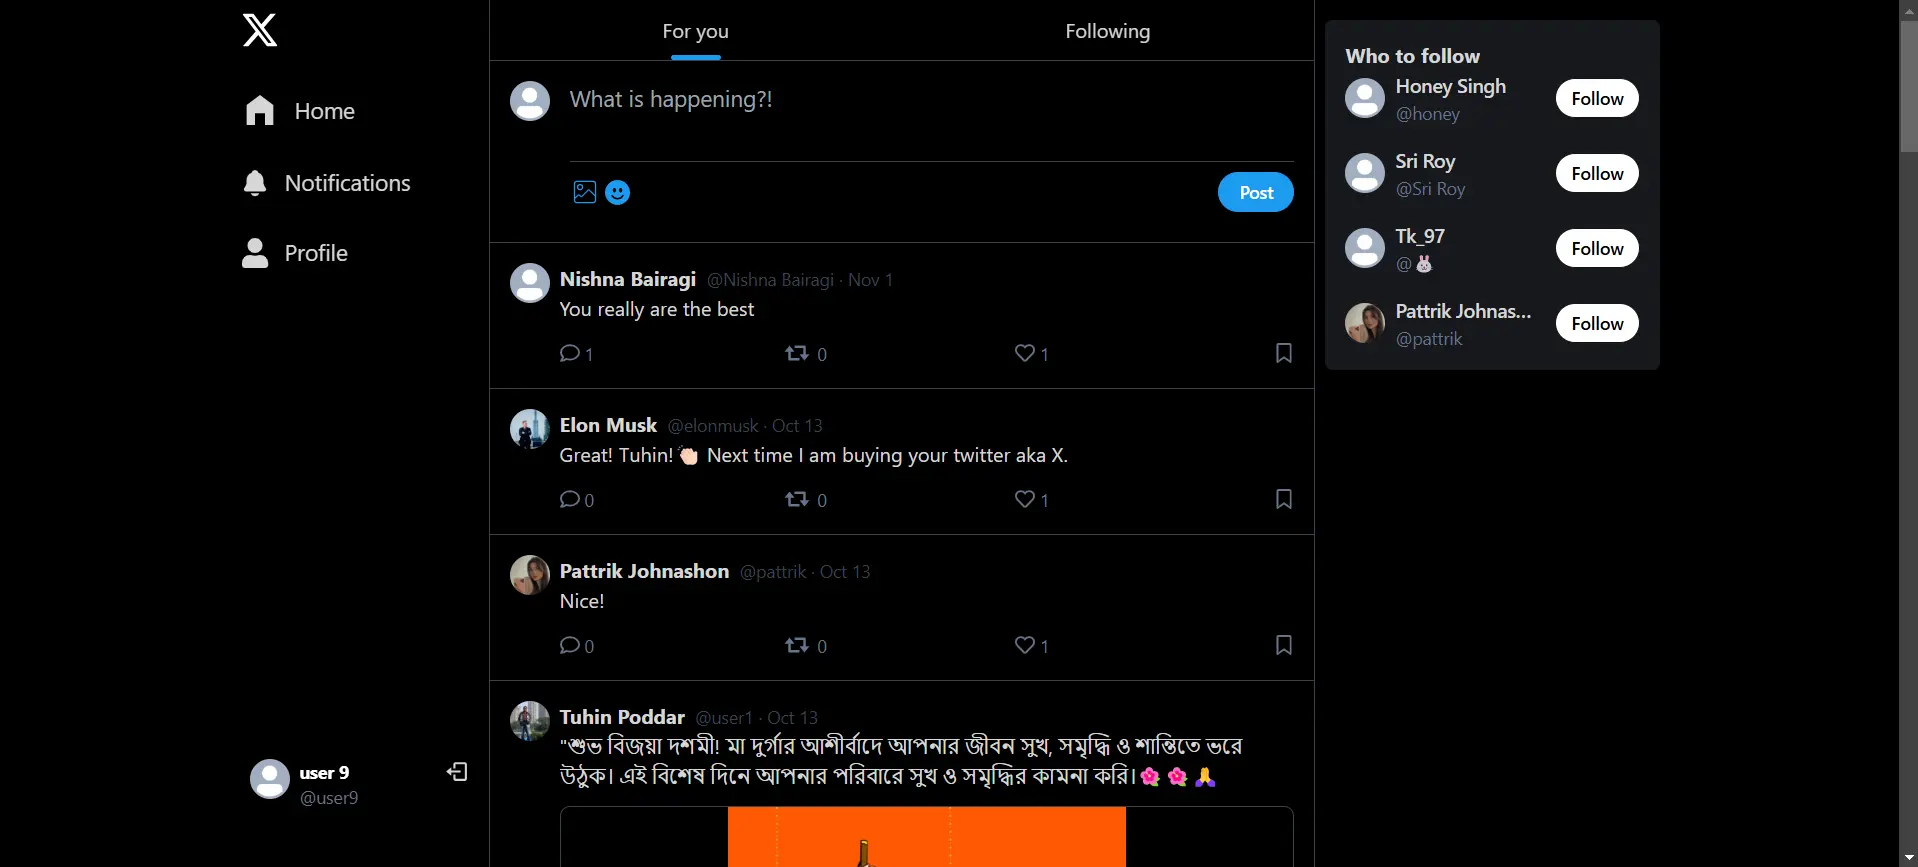 Home
Notifications
Profile
user 9
@user9
For you
Following
What is happening?!
Post
Nishna Bairagi @Nishna Bairagi · Nov 1
You really are the best
1 0 1
Elon Musk @elonmusk · Oct 13
Great! Tuhin!👏🏻 Next time I am buying your twitter aka X.
0 0 1
Pattrik Johnashon @pattrik · Oct 13
Nice!
0 0 1
Tuhin Poddar @user1 · Oct 13
"শুভ বিজয়া দশমী! মা দুর্গার আশীর্বাদে আপনার জীবন সুখ, সমৃদ্ধি ও শান্তিতে ভরে
উঠুক। এই বিশেষ দিনে আপনার পরিবারে সুখ ও সমৃদ্ধির কামনা করি।🌺 🌺 🙏
Who to follow
Honey Singh
@honey
Follow
Sri Roy
@Sri Roy
Follow
Tk_97
@🐰
Follow
Pattrik Johnas...
@pattrik
Follow